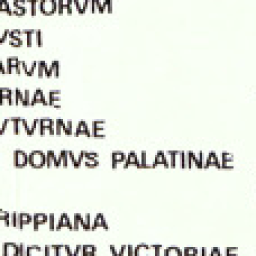 ASTORVM
VSTI
ARVM
RNAE
VTVRNAE
DOMVS PALATINAE
RIPPIANA
DICITVR VICTORIAE